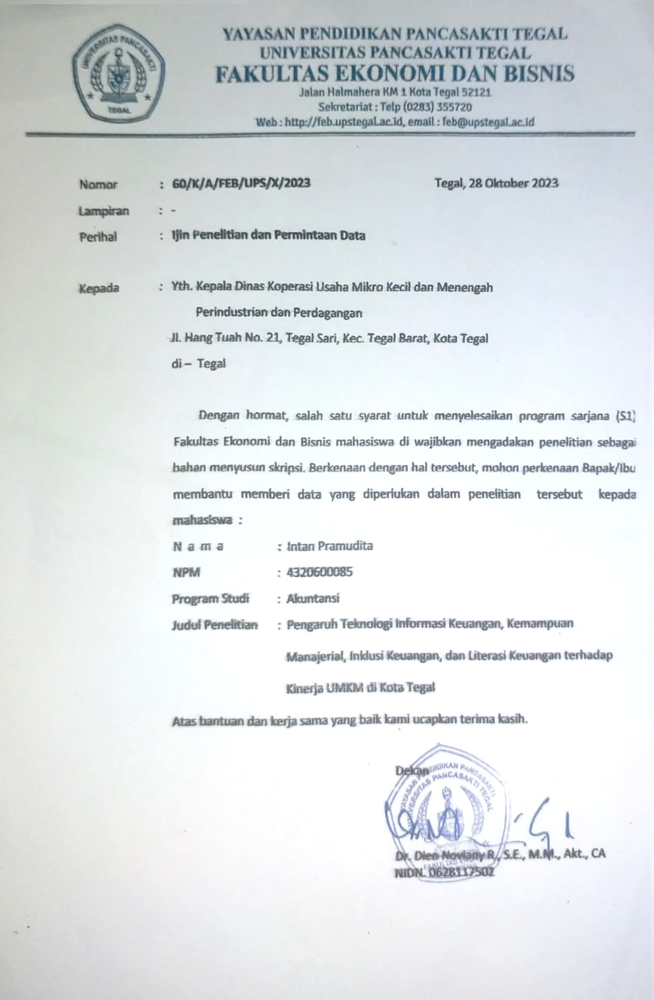 UNIVERSITAS PANCASAKTI
TEGAL
YAYASAN PENDIDIKAN PANCASAKTI TEGAL
UNIVERSITAS PANCASAKTI TEGAL
FAKULTAS EKONOMI DAN BISNIS
Jalan Halmahera KM 1 Kota Tegal 52121
Sekretariat : Telp (0283) 355720
Web : http://feb.upstegal.ac.id, email : feb@upstegal.ac.id
Nomor : 60/K/A/FEB/UPS/X/2023 Tegal, 28 Oktober 2023
Lampiran : -
Perihal : Ijin Penelitian dan Permintaan Data
Kepada : Yth. Kepala Dinas Koperasi Usaha Mikro Kecil dan Menengah
Perindustrian dan Perdagangan
Jl. Hang Tuah No. 21, Tegal Sari, Kec. Tegal Barat, Kota Tegal
di – Tegal
Dengan hormat, salah satu syarat untuk menyelesaikan program sarjana (S1)
Fakultas Ekonomi dan Bisnis mahasiswa di wajibkan mengadakan penelitian sebagai
bahan menyusun skripsi. Berkenaan dengan hal tersebut, mohon perkenaan Bapak/Ibu
membantu memberi data yang diperlukan dalam penelitian tersebut kepada
mahasiswa :
N a m a : Intan Pramudita
NPM : 4320600085
Program Studi : Akuntansi
Judul Penelitian : Pengaruh Teknologi Informasi Keuangan, Kemampuan
Manajerial, Inklusi Keuangan, dan Literasi Keuangan terhadap
Kinerja UMKM di Kota Tegal
Atas bantuan dan kerja sama yang baik kami ucapkan terima kasih.
Dekan
YAYASAN PENDIDIKAN PANCASAKTI
UNIVERSITAS PANCASAKTI TEGAL
Dr. Dien Noviany R., S.E., M.M., Akt., CA
FAKULTAS
NIDN. 0628117502